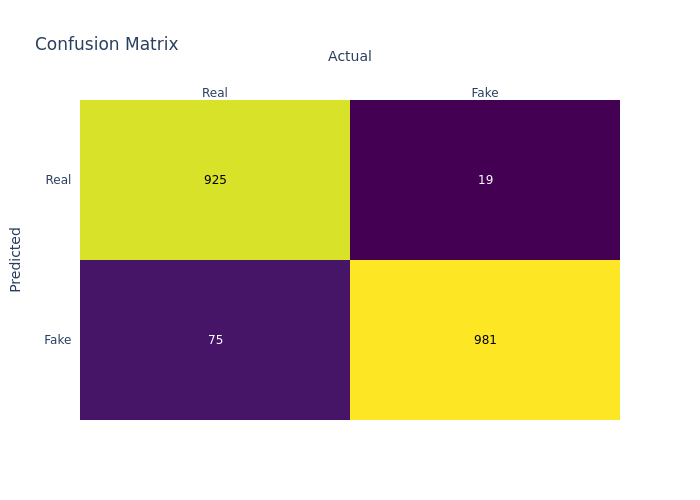 Confusion Matrix
Actual
Real Fake
Real 925 19
Predicted
Fake 75 981